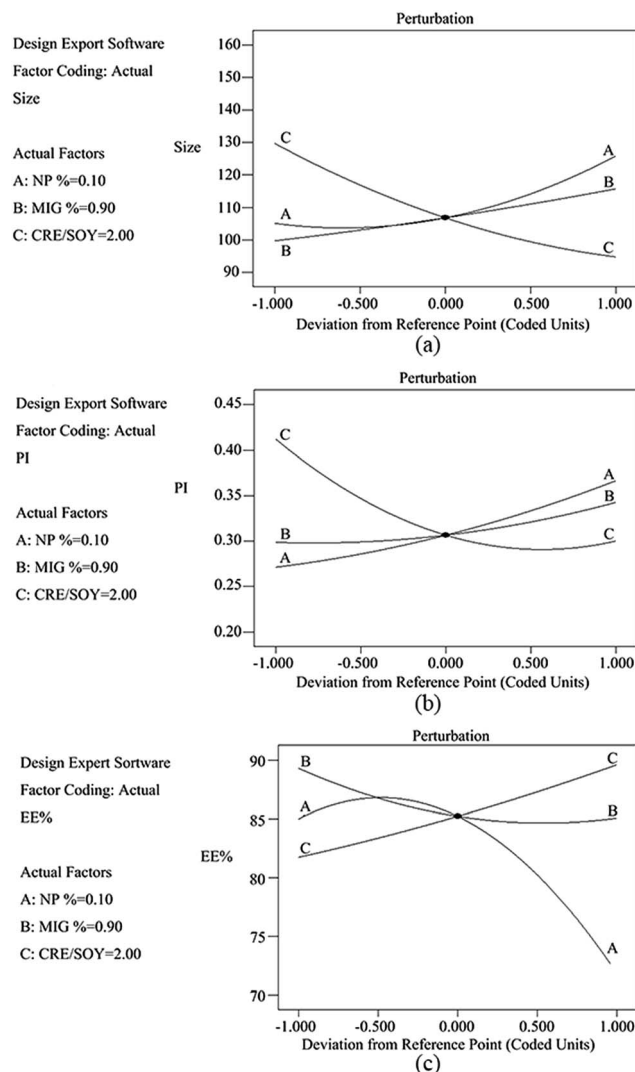 Perturbation
Design Export Software
Factor Coding: Actual
Size
Actual Factors
A: NP %=0.10
B: MIG %=0.90
C: CRE/SOY=2.00
Size
160
150
140
130
120
110
100
90
C
A
B
A
B
C
-1.000 -0.500 0.000 0.500 1.000
Deviation from Reference Point (Coded Units)
(a)
Perturbation
Design Export Software
Factor Coding: Actual
PI
Actual Factors
A: NP %=0.10
B: MIG %=0.90
C: CRE/SOY=2.00
PI
0.45
0.40
0.35
0.30
0.25
0.20
C
B
A
A
B
C
-1.000 -0.500 0.000 0.500 1.000
Deviation from Reference Point (Coded Units)
(b)
Perturbation
Design Expert Sortware
Factor Coding: Actual
EE%
Actual Factors
A: NP %=0.10
B: MIG %=0.90
C: CRE/SOY=2.00
EE%
90
85
80
75
70
B
A
C
C
B
A
-1.000 -0.500 0.000 0.500 1.000
Deviation from Reference Point (Coded Units)
(c)